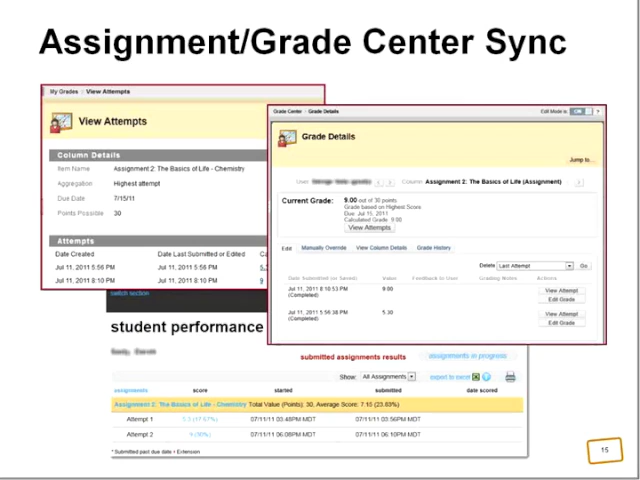 Assignment/Grade Center Sync
My Grades View Attempts
View Attempts
Column Details
Item Name Assignment 2: The Basics of Life - Chemistry
Aggregation Highest attempt
Due Date 7/15/11
Points Possible 30
Attempts
Date Created Date Last Submitted or Edited
Jul 11, 2011 5:56 PM Jul 11, 2011 5:56 PM
Jul 11, 2011 8:10 PM Jul 11, 2011 8:10 PM 9
Grade Center Grade Details Edit Mode is:
Grade Details
Jump to...
User Column Assignment 2: The Basics of Life (Assignment)
Current Grade: 9.00 out of 30 points
Grade based on Highest Score
Due Jul 15, 2011
Calculated Grade 9.00
View Attempts
Edit Manually Override View Column Details Grade History
Delete Last Attempt Go
Date Submitted (or Saved) Value Feedback to User Grading Notes Actions
Jul 11, 2011 8:10:53 PM 9.00 View Attempt
(Completed) Edit Grade
Jul 11, 2011 5:56:38 PM 5.30 View Attempt
(Completed) Edit Grade
switch section
student performance
submitted assignments results assignments in progress
Show: All Assignments export to excel
assignments score started submitted date scored
Assignment 2: The Basics of Life - Chemistry Total Value (Points): 30, Average Score: 7.15 (23.83%)
Attempt 1 5.3 (17.67%) 07/11/11 03:48PM MDT 07/11/11 03:56PM MDT
Attempt 2 9 (30%) 07/11/11 06:08PM MDT 07/11/11 06:10PM MDT
* Submitted past due date + Extension
15